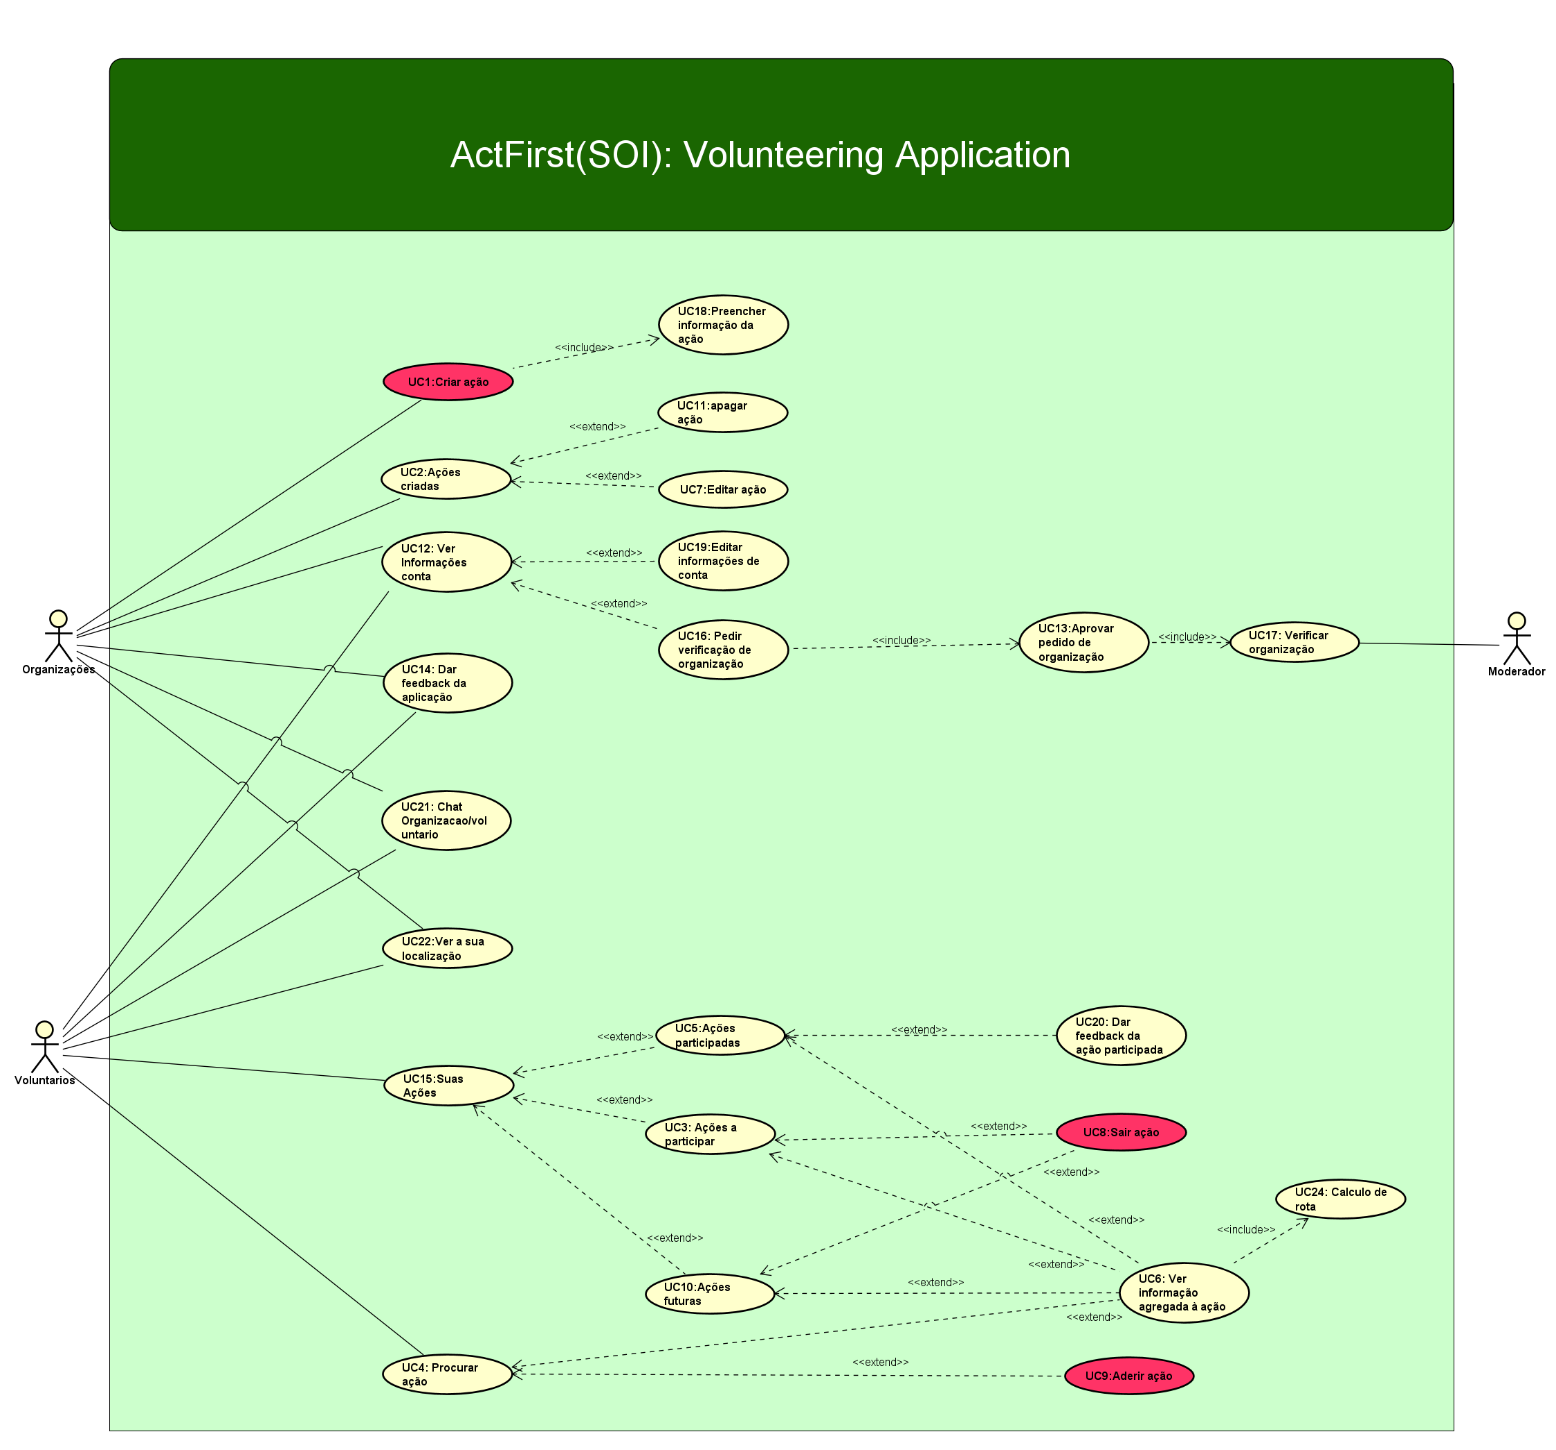 ActFirst(SOI): Volunteering Application
UC18:Preencher
informação da
ação
<<include>>
UC1:Criar ação
UC11:apagar
ação
<<extend>>
UC2:Ações
criadas
<<extend>>
UC7:Editar ação
UC12: Ver
Informações
conta
<<extend>>
UC19:Editar
informações de
conta
<<extend>>
UC16: Pedir
verificação de
organização
<<include>>
UC13:Aprovar
pedido de
organização
<<include>>
UC17: Verificar
organização
Organizações
Moderador
UC14: Dar
feedback da
aplicação
UC21: Chat
Organizacao/vol
untario
UC22:Ver a sua
localização
Voluntarios
UC5:Ações
participadas
<<extend>>
UC20: Dar
feedback da
ação participada
<<extend>>
UC15:Suas
Ações
<<extend>>
UC3: Ações a
participar
<<extend>>
UC8:Sair ação
<<extend>>
UC24: Calculo de
rota
<<extend>>
<<include>>
<<extend>>
<<extend>>
UC10:Ações
futuras
<<extend>>
UC6: Ver
informação
agregada à ação
<<extend>>
UC4: Procurar
ação
<<extend>>
UC9:Aderir ação